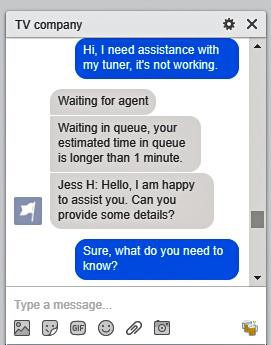 TV company
Hi, I need assistance with
my tuner, it's not working.
Waiting for agent
Waiting in queue, your
estimated time in queue
is longer than 1 minute.
Jess H: Hello, I am happy
to assist you. Can you
provide some details?
Sure, what do you need to
know?
Type a message...
GIF